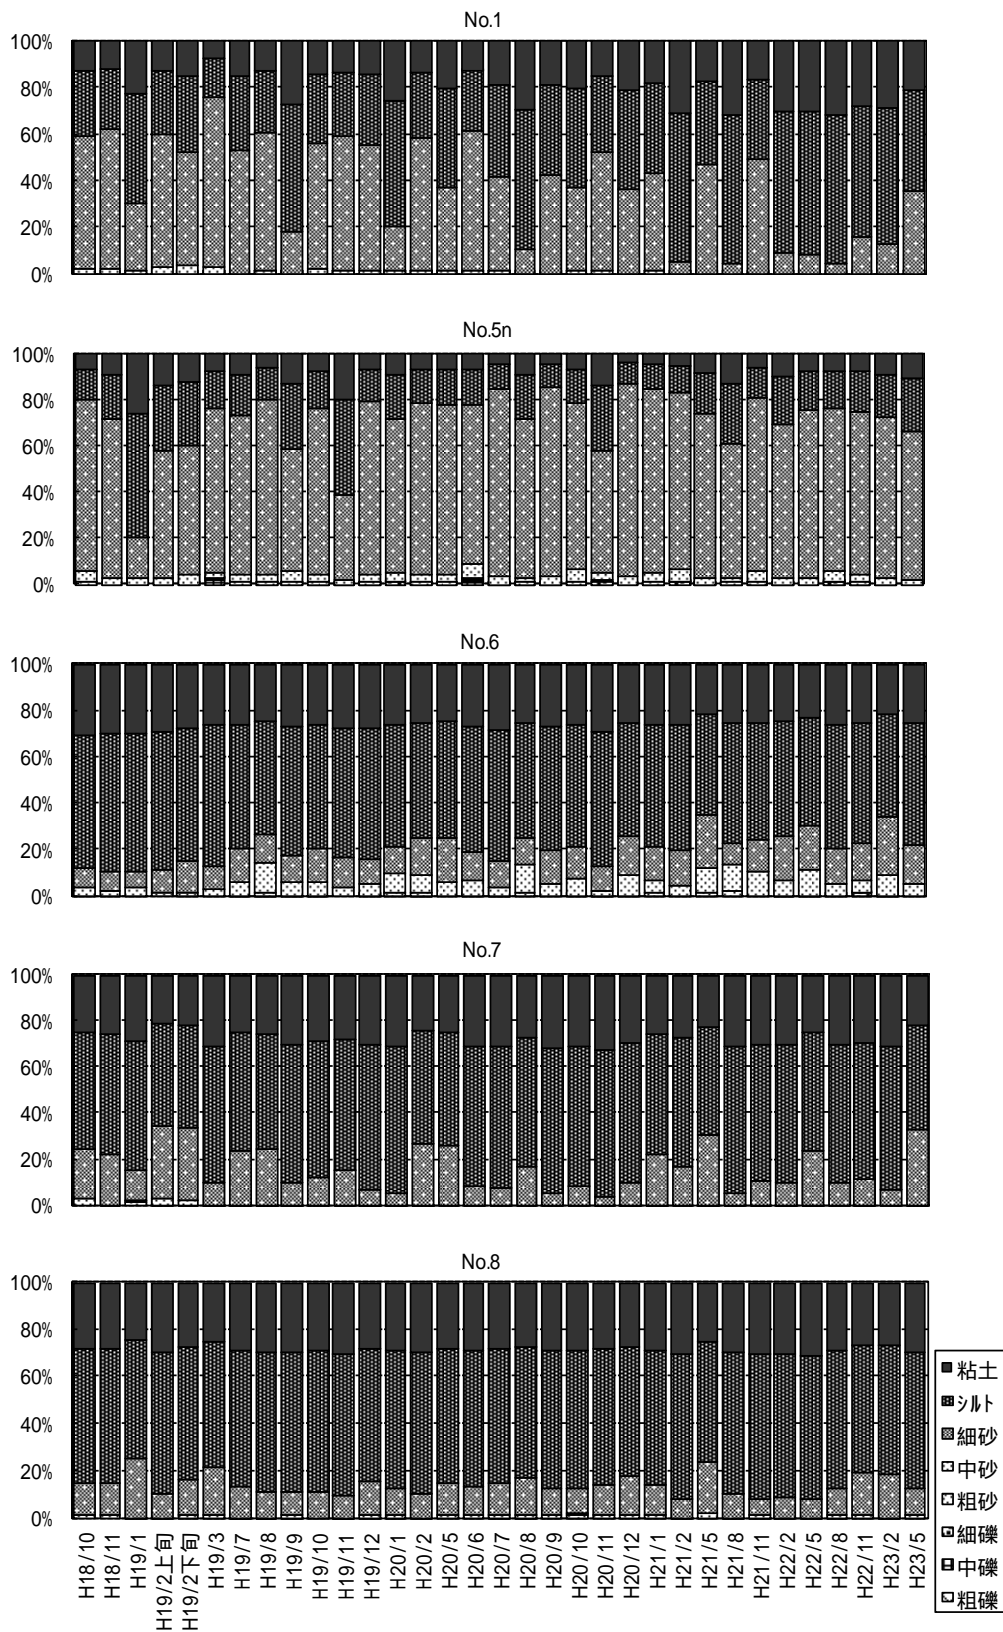 No.1
100%
80%
60%
40%
20%
0%
No.5n
100%
80%
60%
40%
20%
0%
No.6
100%
80%
60%
40%
20%
0%
No.7
100%
80%
60%
40%
20%
0%
No.8
100%
80%
60%
40%
20%
0%
H18/10
H18/11
H19/1
H19/2上旬
H19/2下旬
H19/3
H19/7
H19/8
H19/9
H19/10
H19/11
H19/12
H20/1
H20/2
H20/5
H20/6
H20/7
H20/8
H20/9
H20/10
H20/11
H20/12
H21/1
H21/2
H21/5
H21/8
H21/11
H22/2
H22/5
H22/8
H22/11
H23/2
H23/5
粘土
シルト
細砂
中砂
粗砂
細礫
中礫
粗礫